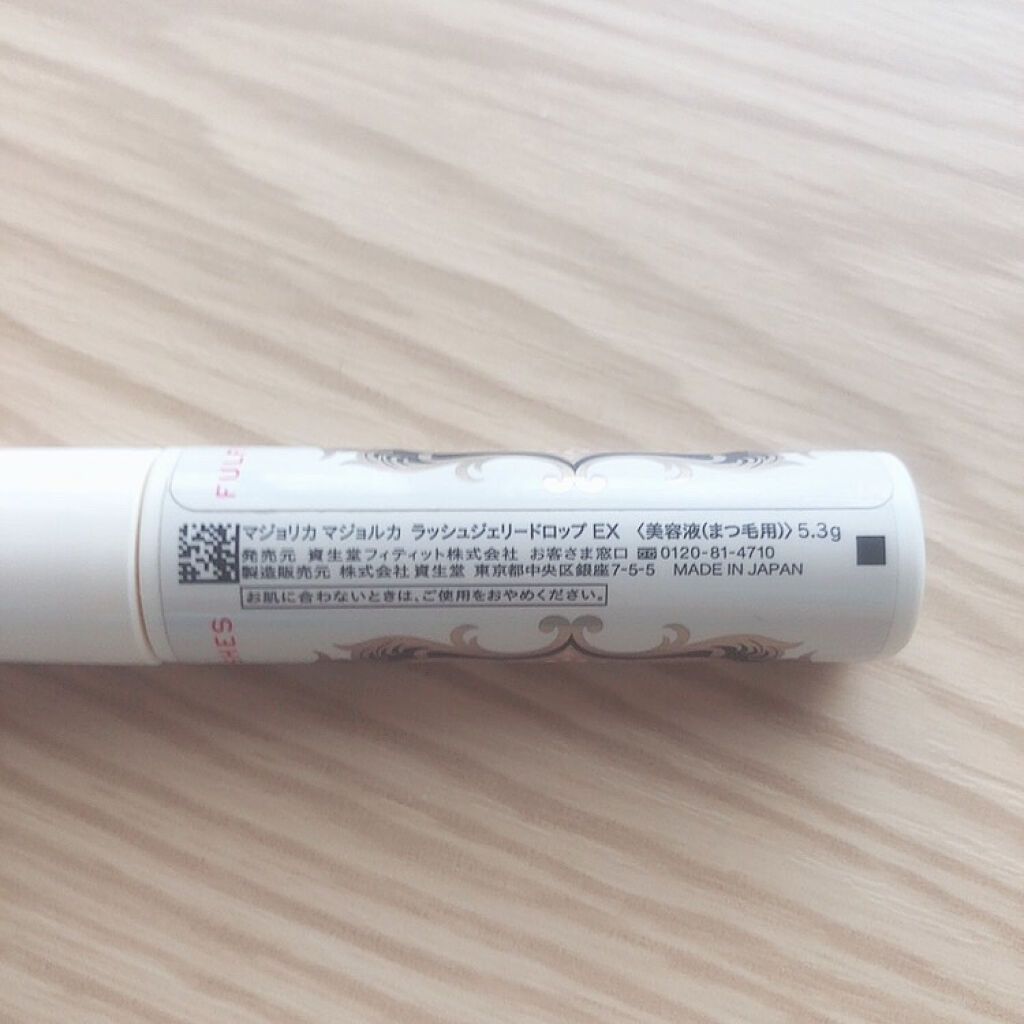 FULF
マジョリカ マジョルカ ラッシュジェリードロップ EX 〈美容液(まつ毛用)〉 5.3g
発売元 資生堂フィティット株式会社 お客さま窓口 0120-81-4710
製造販売元 株式会社 資生堂 東京都中央区銀座7-5-5 MADE IN JAPAN
お肌に合わないときは、ご使用をおやめください。
SHES